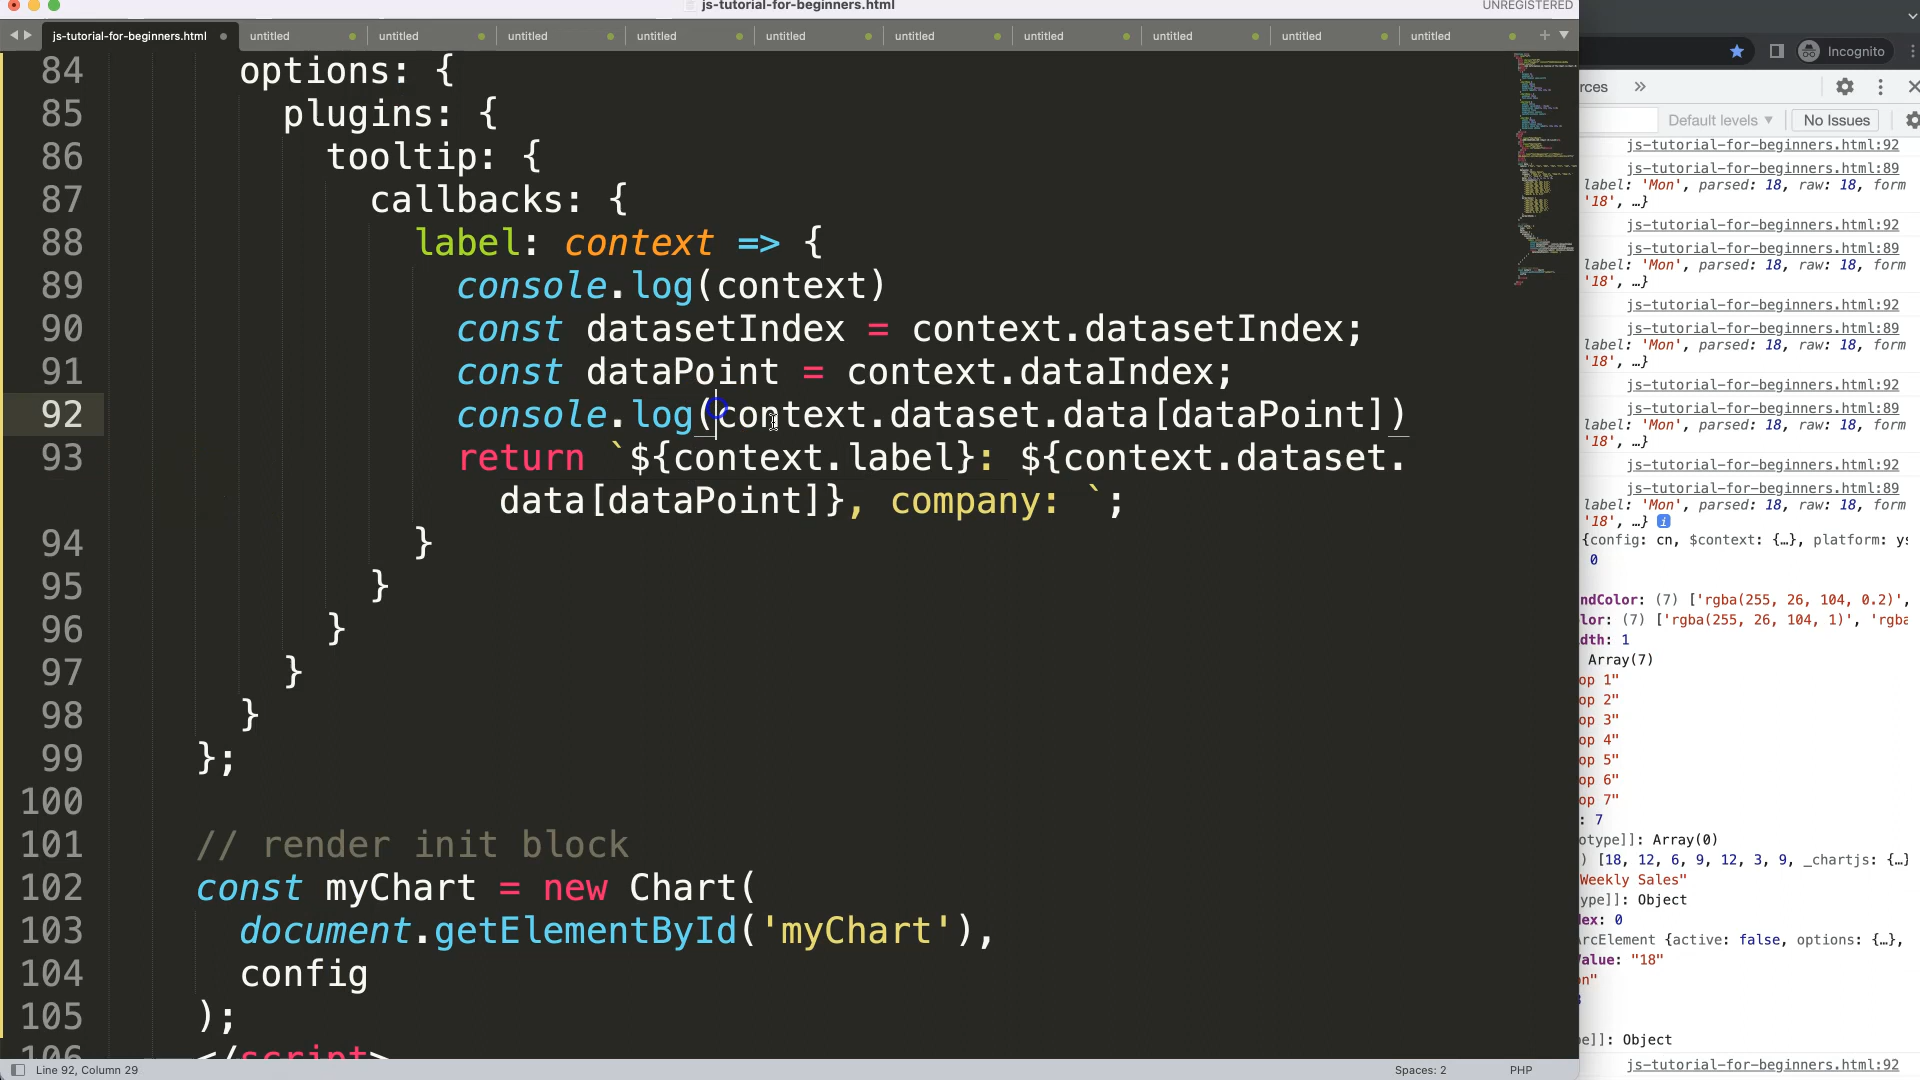 js-tutorial-for-beginners.html
UNREGISTERED
js-tutorial-for-beginners.html untitled untitled untitled untitled untitled untitled untitled untitled untitled untitled
84 options: {
85 plugins: {
86 tooltip: {
87 callbacks: {
88 label: context => {
89 console.log(context)
90 const datasetIndex = context.datasetIndex;
91 const dataPoint = context.dataIndex;
92 console.log(context.dataset.data[dataPoint])
93 return `${context.label}: ${context.dataset.
data[dataPoint]}, company: `;
94 }
95 }
96 }
97 }
98 }
99 };
100
101 // render init block
102 const myChart = new Chart(
103 document.getElementById('myChart'),
104 config
105 );
106 </script>
Line 92, Column 29
Spaces: 2
PHP
Incognito
rces »
Default levels ▼
No Issues
js-tutorial-for-beginners.html:92
js-tutorial-for-beginners.html:89
label: 'Mon', parsed: 18, raw: 18, form
'18', …}
js-tutorial-for-beginners.html:92
js-tutorial-for-beginners.html:89
label: 'Mon', parsed: 18, raw: 18, form
'18', …}
js-tutorial-for-beginners.html:92
js-tutorial-for-beginners.html:89
label: 'Mon', parsed: 18, raw: 18, form
'18', …}
js-tutorial-for-beginners.html:92
js-tutorial-for-beginners.html:89
label: 'Mon', parsed: 18, raw: 18, form
'18', …}
js-tutorial-for-beginners.html:92
js-tutorial-for-beginners.html:89
label: 'Mon', parsed: 18, raw: 18, form
'18', …} i
{config: cn, $context: {…}, platform: ys
0
ndColor: (7) ['rgba(255, 26, 104, 0.2)',
lor: (7) ['rgba(255, 26, 104, 1)', 'rgba
dth: 1
Array(7)
op 1"
op 2"
op 3"
op 4"
op 5"
op 6"
op 7"
: 7
otype]]: Array(0)
) [18, 12, 6, 9, 12, 3, 9, _chartjs: {…}
Weekly Sales"
ype]]: Object
dex: 0
ArcElement {active: false, options: {…},
Value: "18"
on"
e]]: Object
js-tutorial-for-beginners.html:92